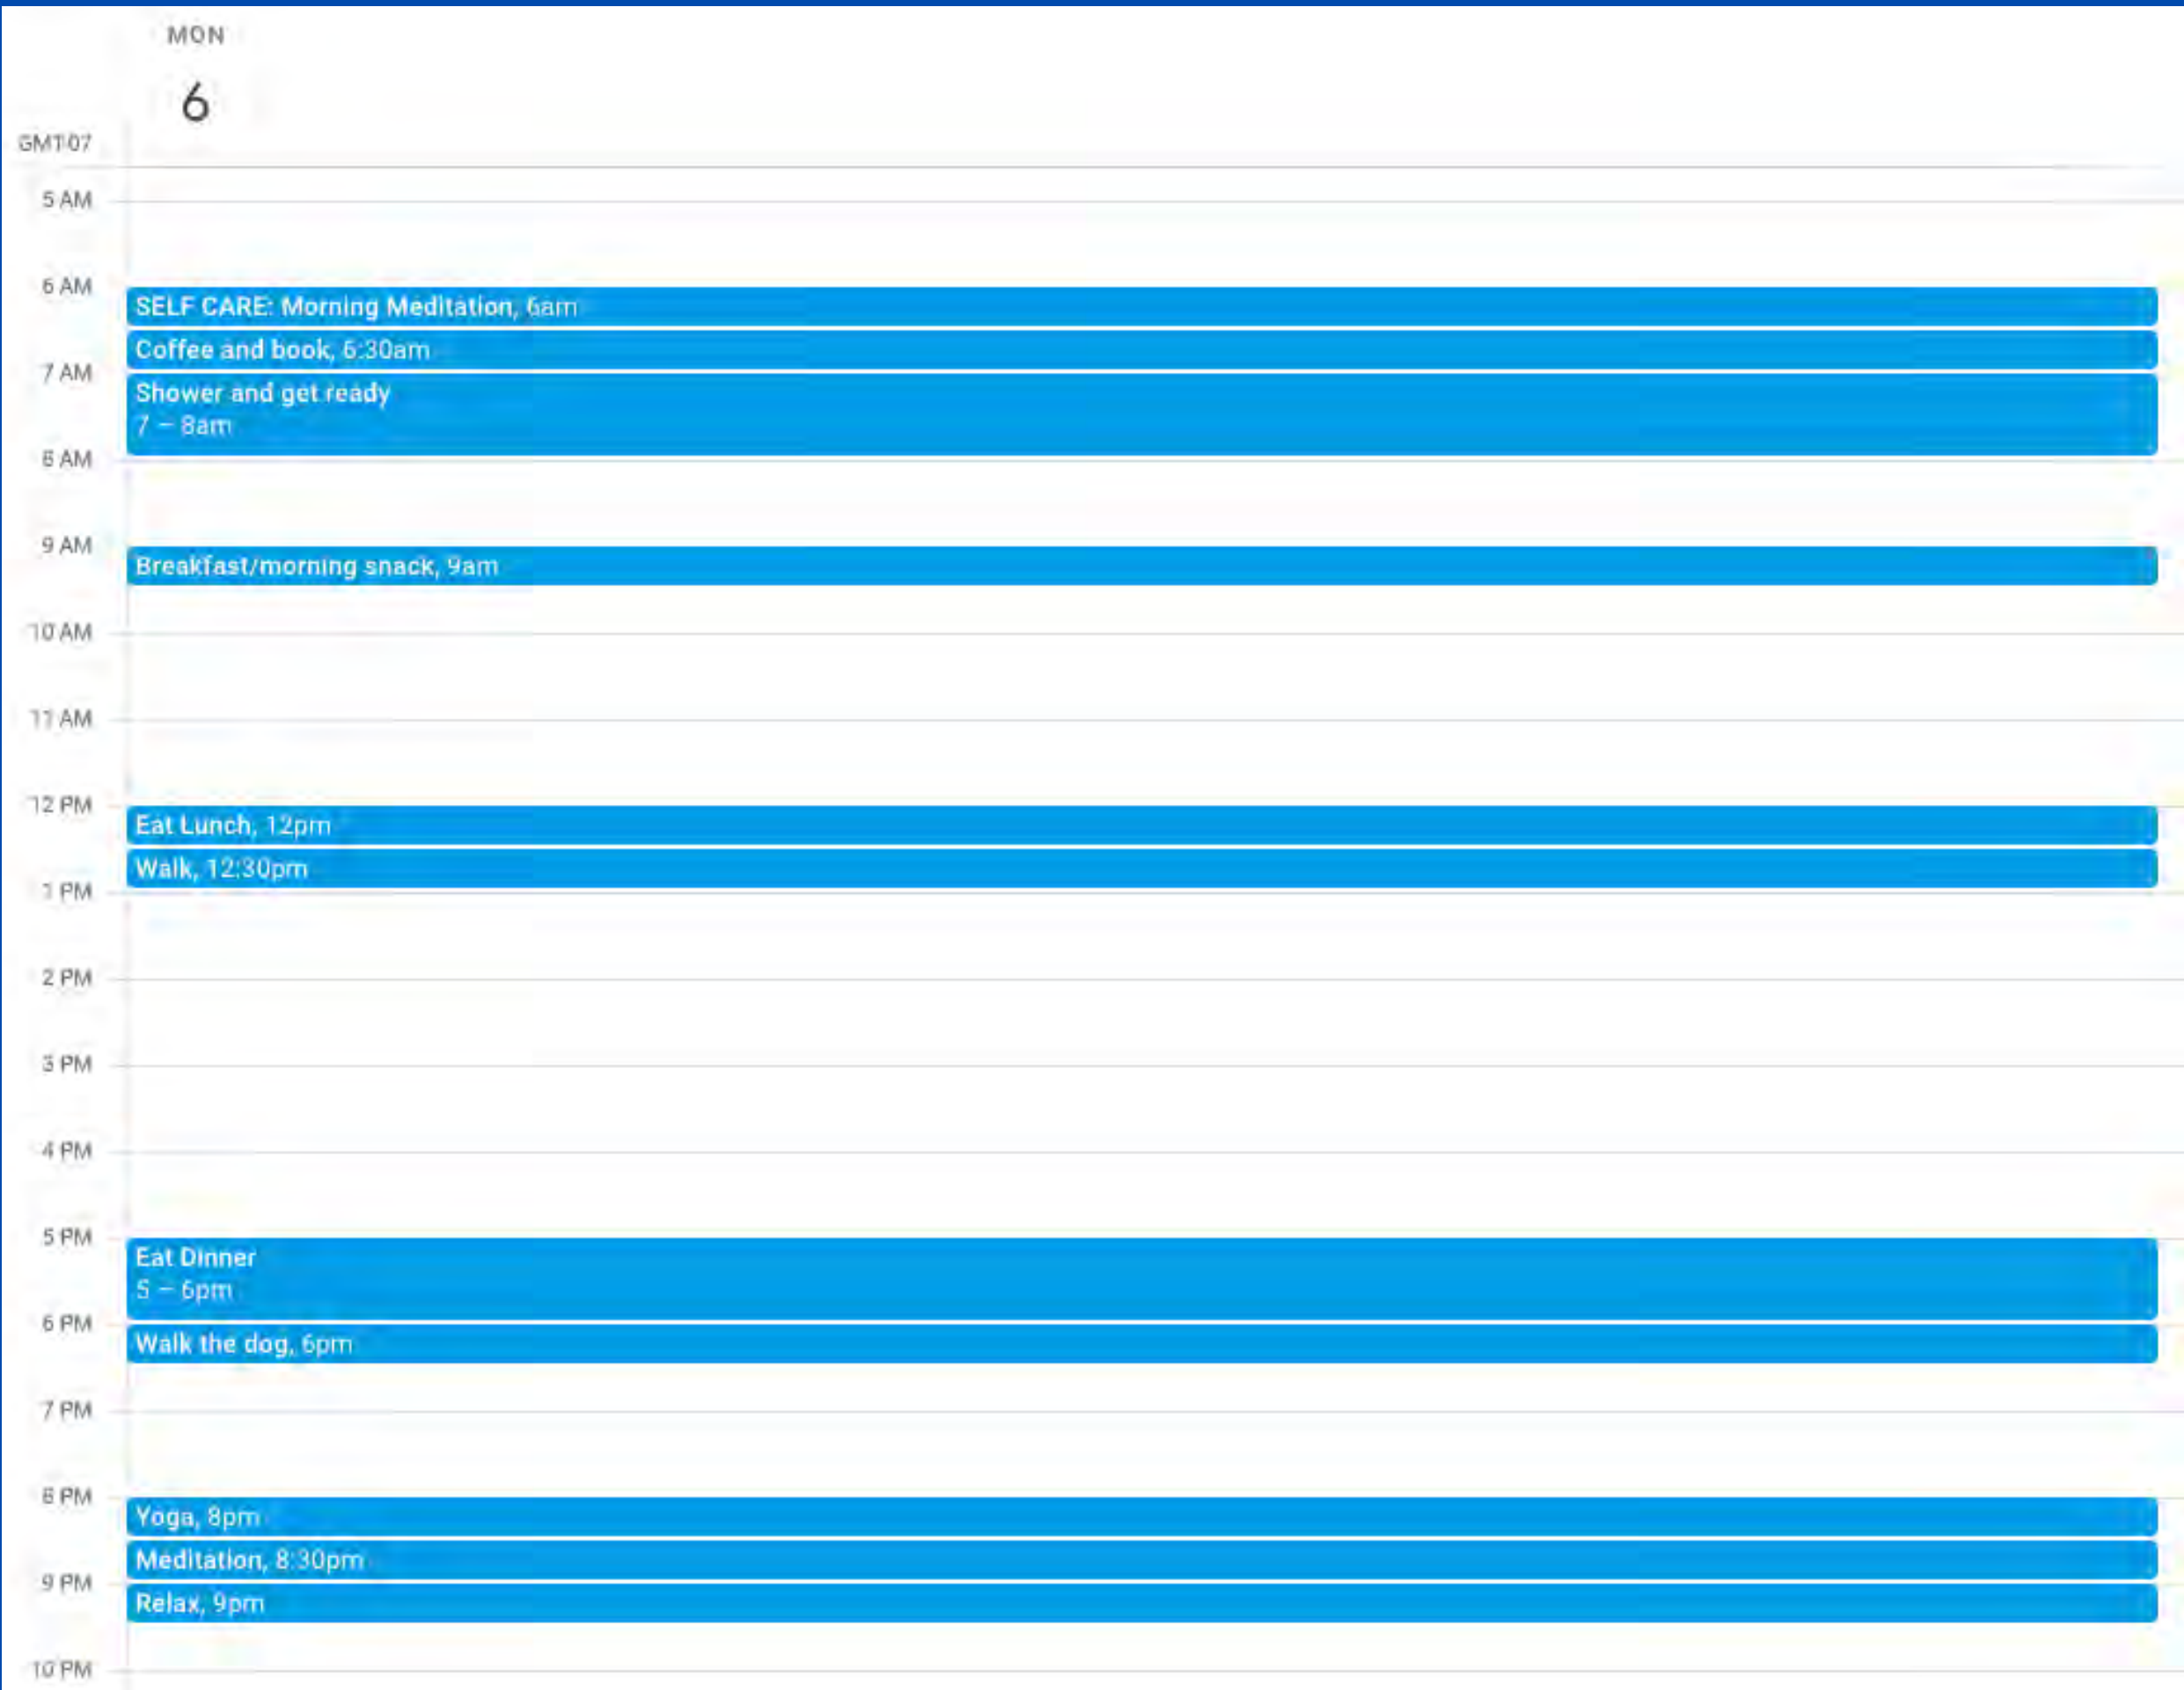 MON
6
GMT-07
5 AM
6 AM
SELF CARE: Morning Meditation, 6am
Coffee and book, 6:30am
7 AM
Shower and get ready
7 – 8am
8 AM
9 AM
Breakfast/morning snack, 9am
10 AM
11 AM
12 PM
Eat Lunch, 12pm
Walk, 12:30pm
1 PM
2 PM
3 PM
4 PM
5 PM
Eat Dinner
5 – 6pm
6 PM
Walk the dog, 6pm
7 PM
8 PM
Yoga, 8pm
Meditation, 8:30pm
9 PM
Relax, 9pm
10 PM